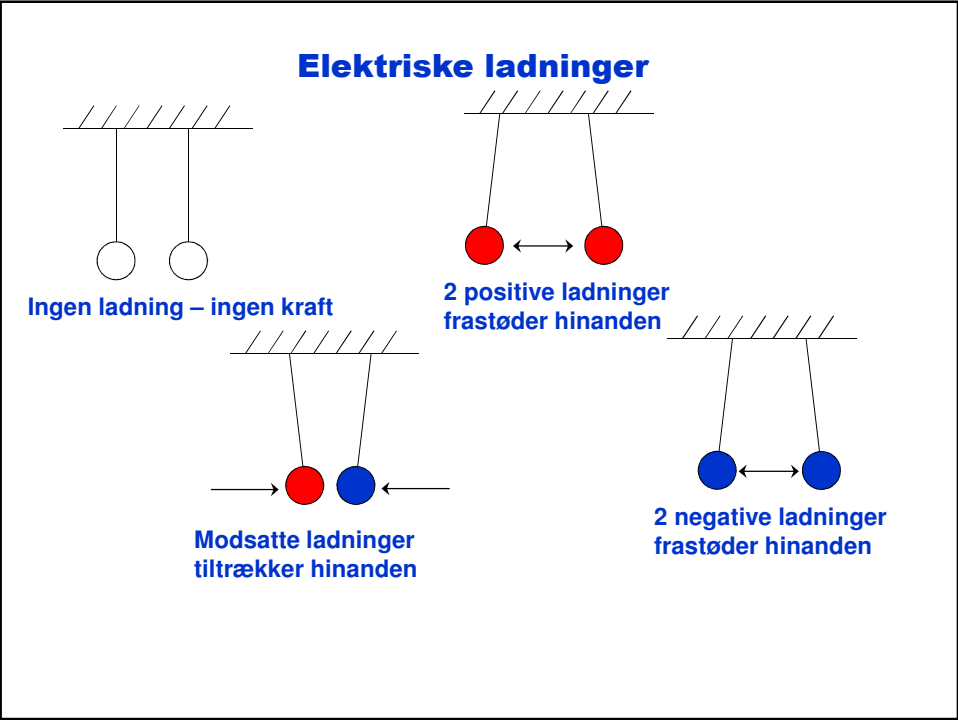 Elektriske ladninger
Ingen ladning – ingen kraft
2 positive ladninger
frastøder hinanden
Modsatte ladninger
tiltrækker hinanden
2 negative ladninger
frastøder hinanden